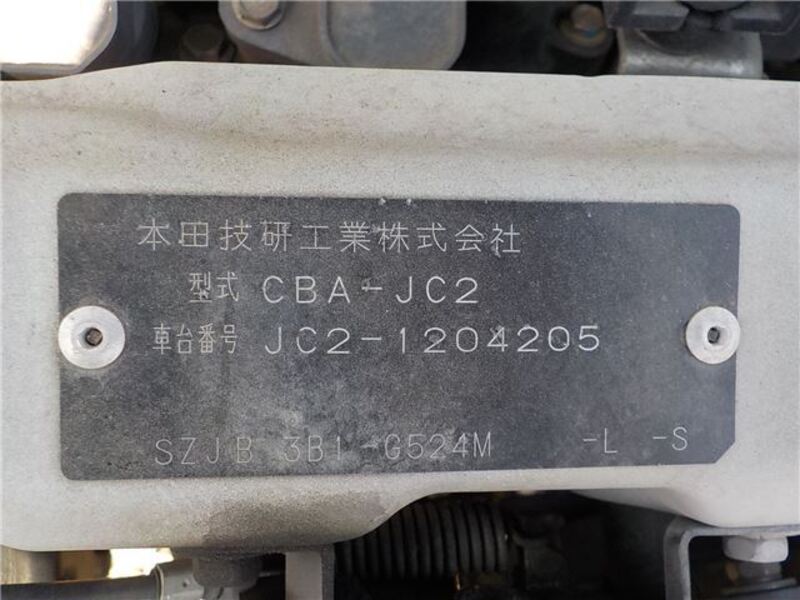 本田技研工業株式会社
型式 CBA-JC2
車台番号 JC2-1204205
SZJB 3B1-G524M -L -S